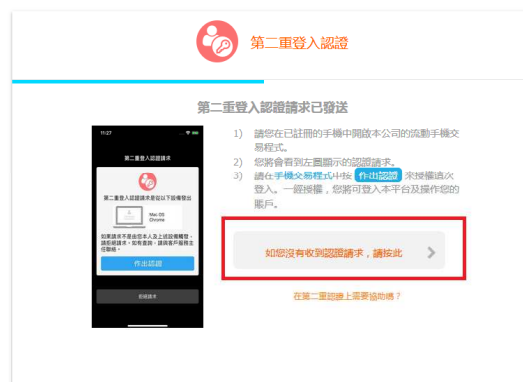 第二重登入認證
第二重登入認證請求已發送
11:27
第二重登入認證請求
第二重登入認證請求是從以下設備發出
Mac OS
Chrome
如果請求不是由您本人及上述設備觸發，
請拒絕請求。如有查詢，請與客戶服務主
任聯絡。
作出認證
拒絕請求
1) 請您在已註冊的手機中開啟本公司的流動手機交
易程式。
2) 您將會看到左圖顯示的認證請求。
3) 請在手機交易程式中按 作出認證 來授權這次
登入。一經授權，您將可登入本平台及操作您的
賬戶。
如您沒有收到認證請求，請按此
在第二重認證上需要協助嗎？